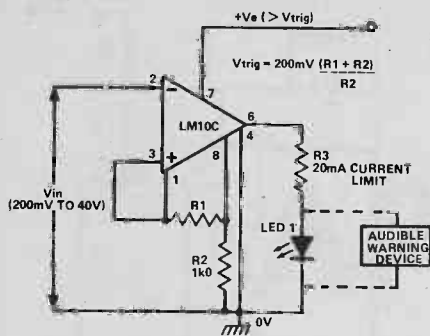 +Ve (> Vtrig)
Vtrig = 200mV (R1 + R2)
R2
2
−
7
LM10C
6
4
3
+
8
1
R1
R2
1k0
R3
20mA CURRENT
LIMIT
Vin
(200mV TO 40V)
LED 1
AUDIBLE
WARNING
DEVICE
0V